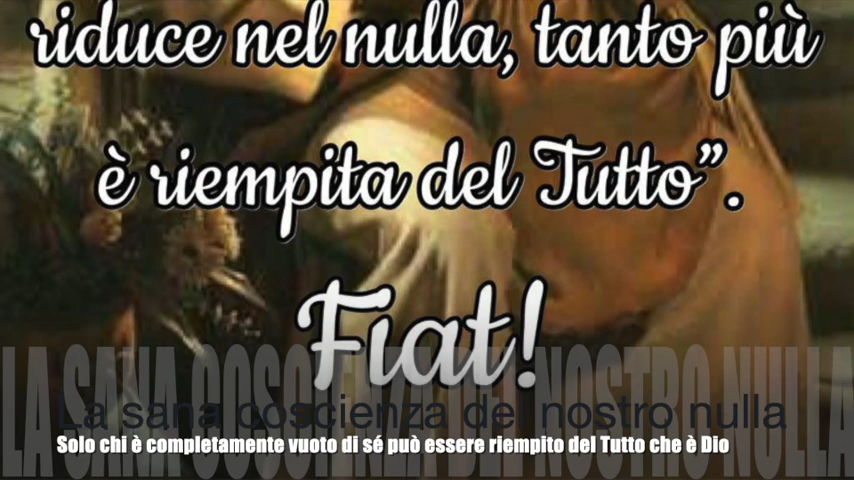 riduce nel nulla, tanto più
è riempita del Tutto”.
Fiat!
LA SANA COSCIENZA DEL NOSTRO NULLA
La sana coscienza del nostro nulla
Solo chi è completamente vuoto di sé può essere riempito del Tutto che è Dio